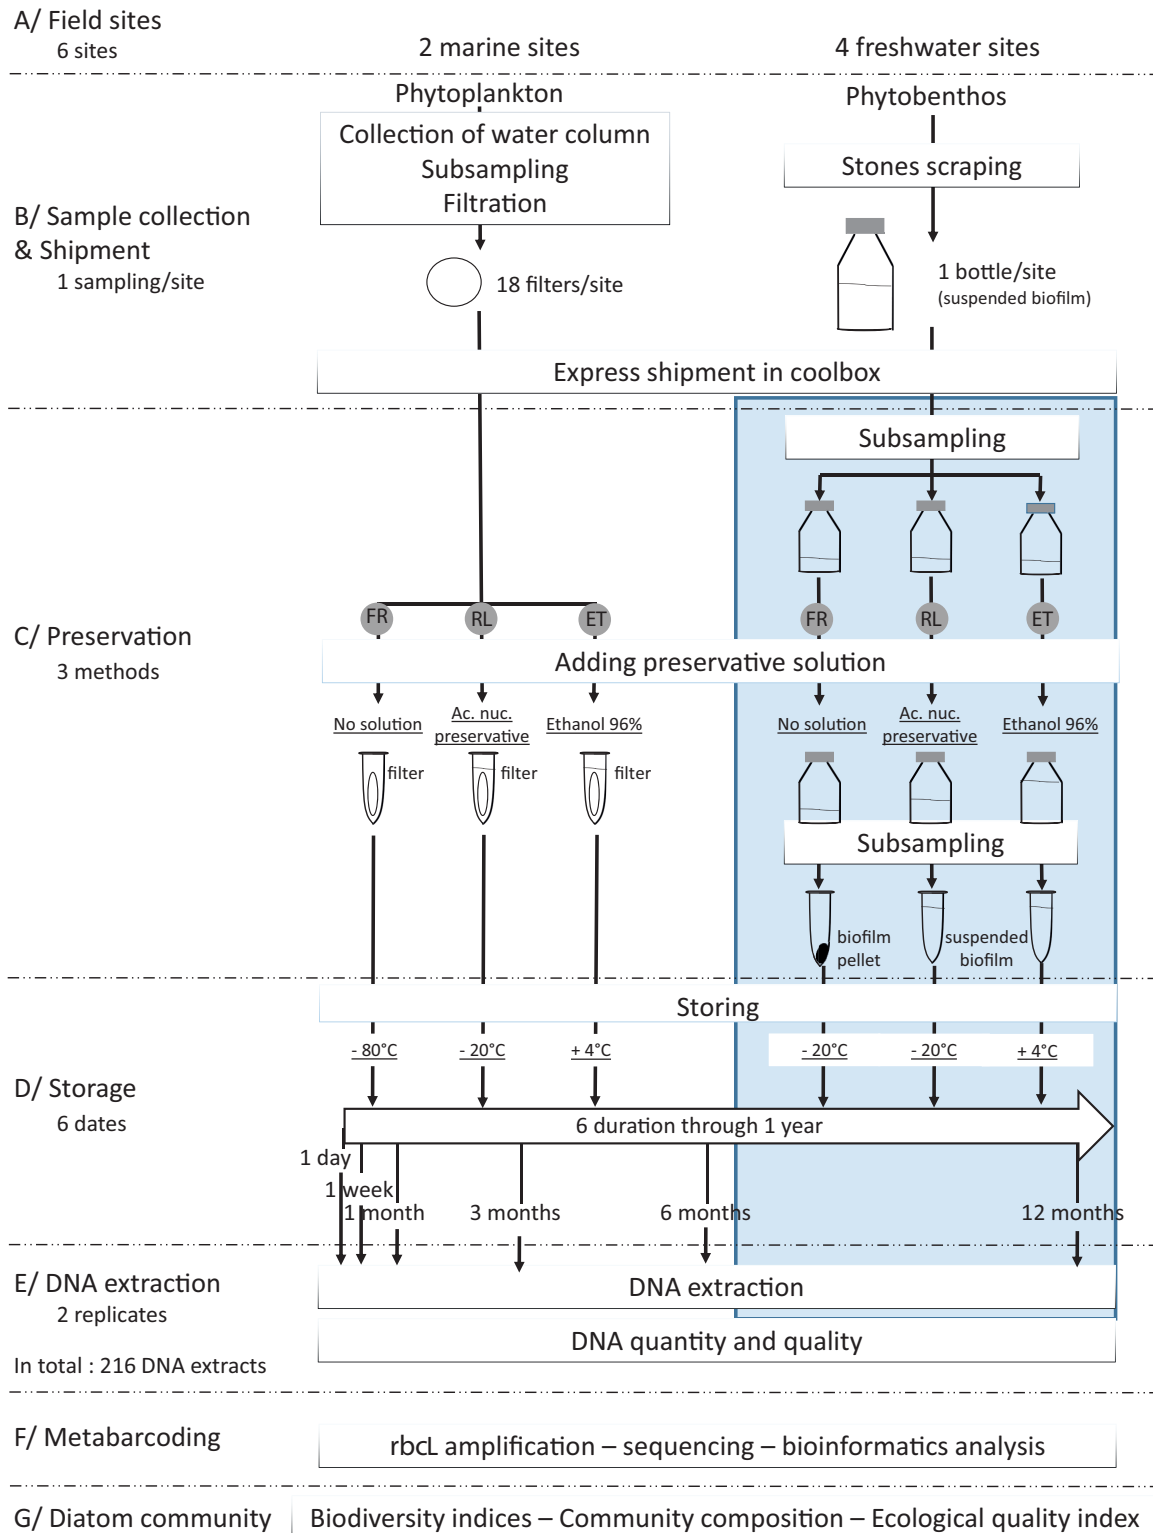 A/ Field sites
6 sites
2 marine sites
4 freshwater sites
Phytoplankton
Phytobenthos
Collection of water column
Subsampling
Filtration
Stones scraping
B/ Sample collection
& Shipment
1 sampling/site
18 filters/site
1 bottle/site
(suspended biofilm)
Express shipment in coolbox
Subsampling
C/ Preservation
3 methods
FR
RL
ET
FR
RL
ET
Adding preservative solution
No solution
Ac. nuc.
preservative
Ethanol 96%
No solution
Ac. nuc.
preservative
Ethanol 96%
filter
filter
filter
Subsampling
biofilm
pellet
suspended
biofilm
Storing
- 80°C
- 20°C
+ 4°C
- 20°C
- 20°C
+ 4°C
D/ Storage
6 dates
6 duration through 1 year
1 day
1 week
1 month
3 months
6 months
12 months
E/ DNA extraction
2 replicates
In total : 216 DNA extracts
DNA extraction
DNA quantity and quality
F/ Metabarcoding
rbcL amplification – sequencing – bioinformatics analysis
G/ Diatom community
Biodiversity indices – Community composition – Ecological quality index